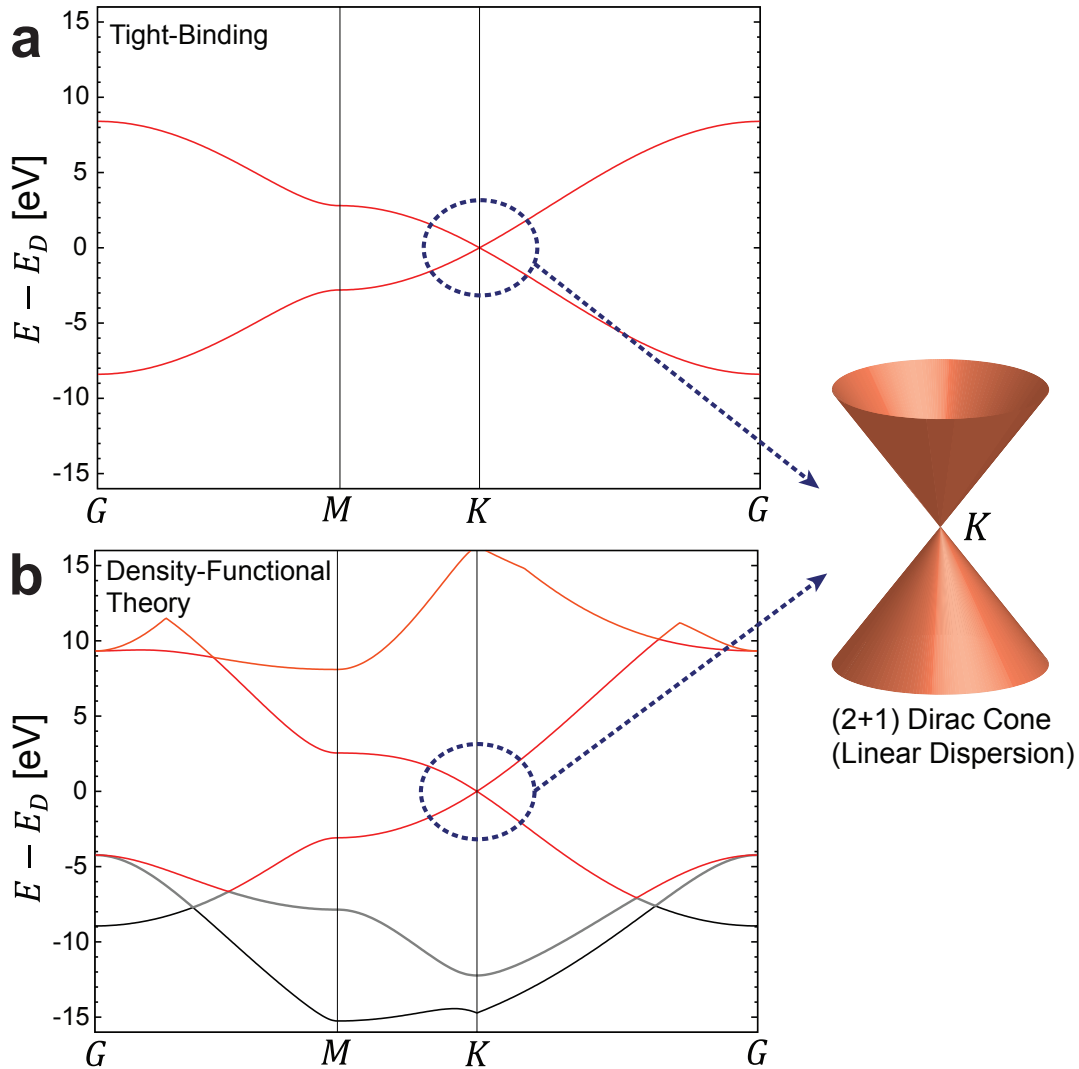 a
Tight-Binding
15
10
5
0
-5
-10
-15
E − E_D [eV]
G
M
K
G
b
Density-Functional
Theory
15
10
5
0
-5
-10
-15
E − E_D [eV]
G
M
K
G
K
(2+1) Dirac Cone
(Linear Dispersion)